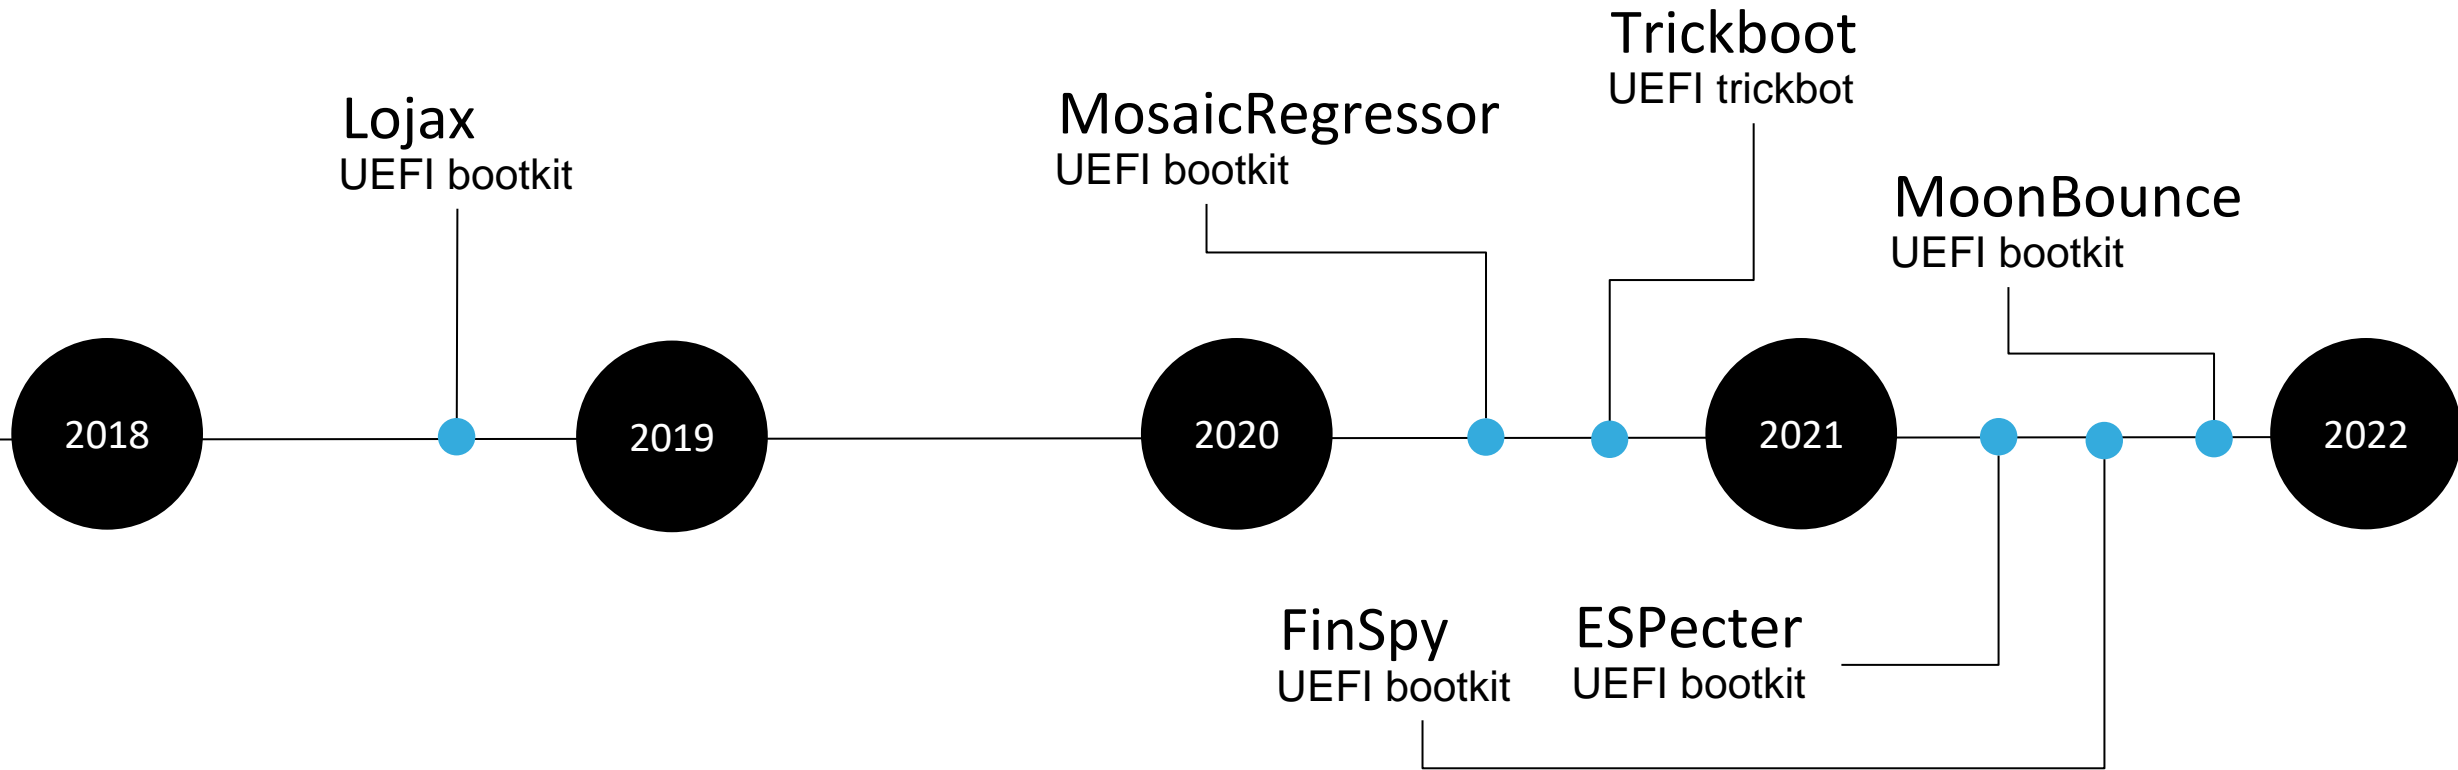 Trickboot
UEFI trickbot
Lojax
UEFI bootkit
MosaicRegressor
UEFI bootkit
MoonBounce
UEFI bootkit
2018
2019
2020
2021
2022
FinSpy
UEFI bootkit
ESPecter
UEFI bootkit